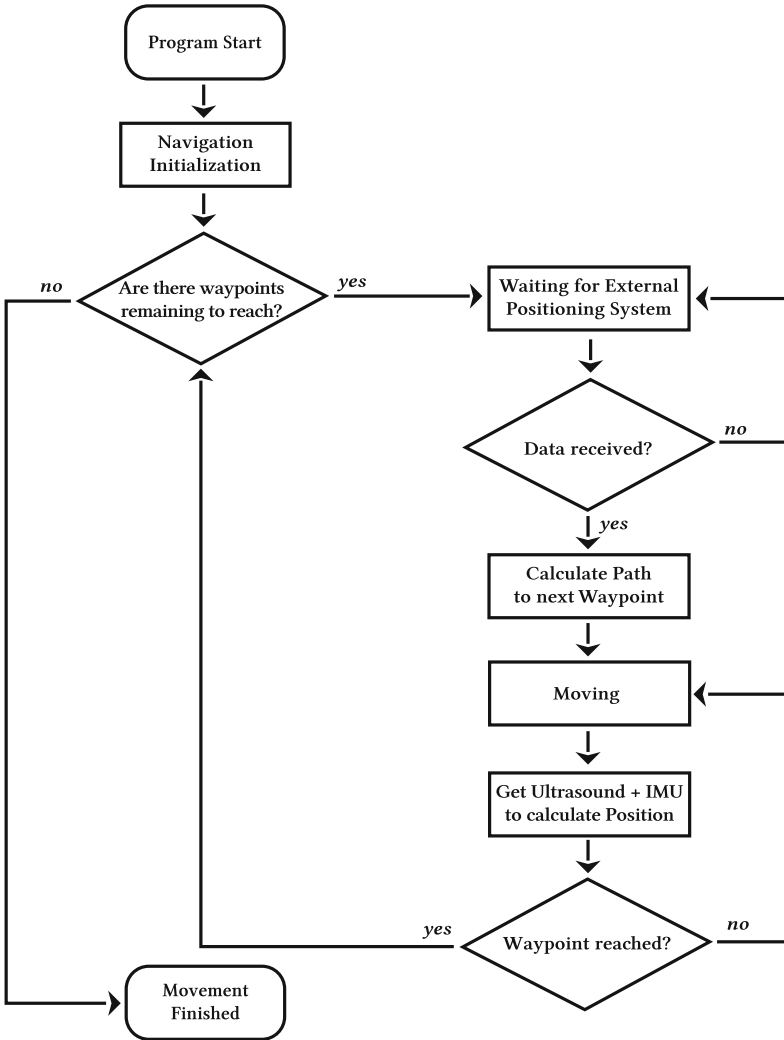 Program Start
Navigation
Initialization
no
Are there waypoints
remaining to reach?
yes
Waiting for External
Positioning System
Data received?
no
yes
Calculate Path
to next Waypoint
Moving
Get Ultrasound + IMU
to calculate Position
yes
Waypoint reached?
no
Movement
Finished